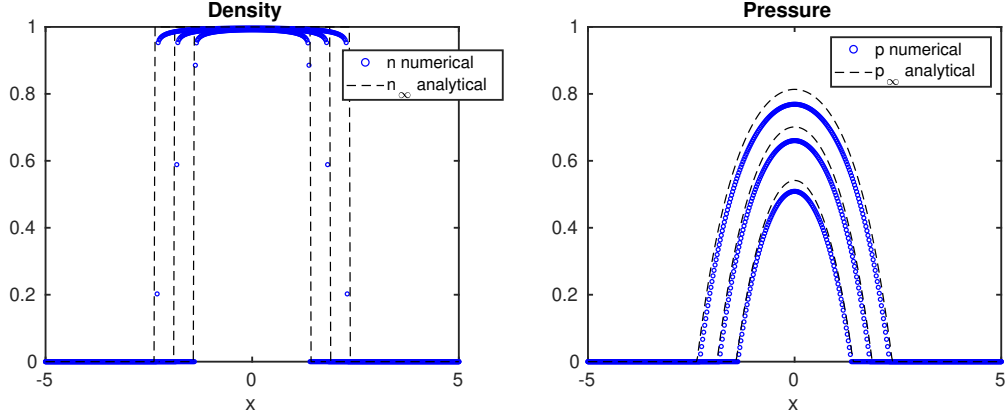 Density
1
0.8
0.6
0.4
0.2
0
-5
0
5
x
n numerical
n∞ analytical
Pressure
1
0.8
0.6
0.4
0.2
0
-5
0
5
x
p numerical
p∞ analytical